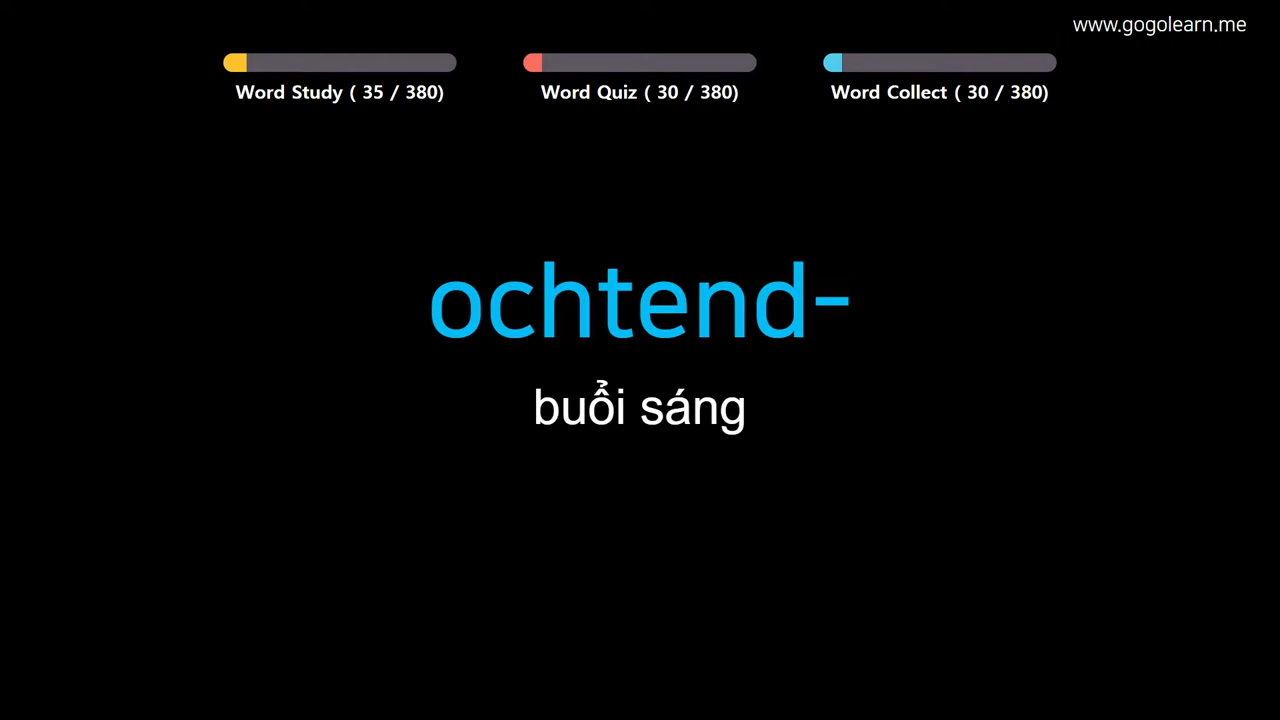 www.gogolearn.me
Word Study ( 35 / 380)
Word Quiz ( 30 / 380)
Word Collect ( 30 / 380)
ochtend-
buổi sáng